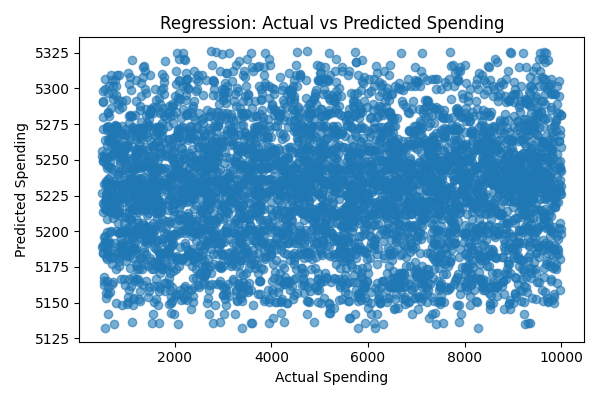 Regression: Actual vs Predicted Spending
Predicted Spending
5325
5300
5275
5250
5225
5200
5175
5150
5125
2000 4000 6000 8000 10000
Actual Spending